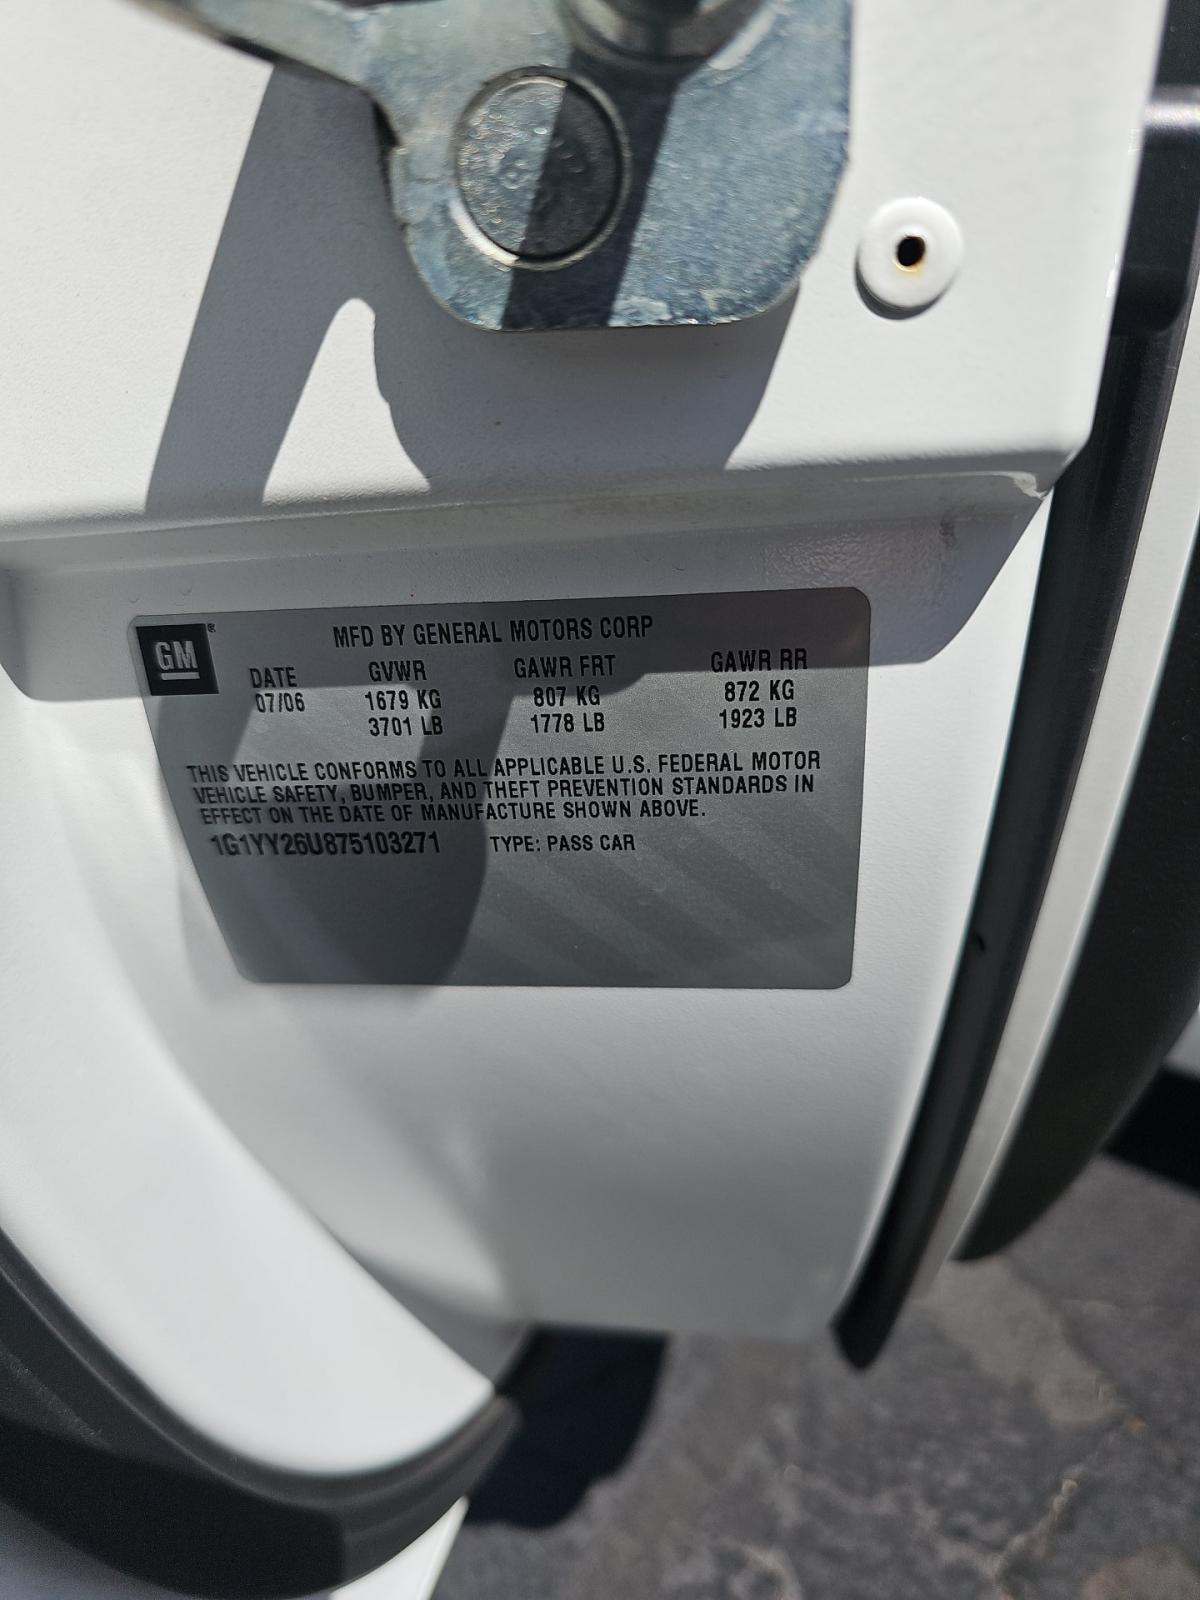 GM®
MFD BY GENERAL MOTORS CORP
DATE GVWR GAWR FRT GAWR RR
07/06 1679 KG 807 KG 872 KG
3701 LB 1778 LB 1923 LB
THIS VEHICLE CONFORMS TO ALL APPLICABLE U.S. FEDERAL MOTOR
VEHICLE SAFETY, BUMPER, AND THEFT PREVENTION STANDARDS IN
EFFECT ON THE DATE OF MANUFACTURE SHOWN ABOVE.
1G1YY26U875103271 TYPE: PASS CAR